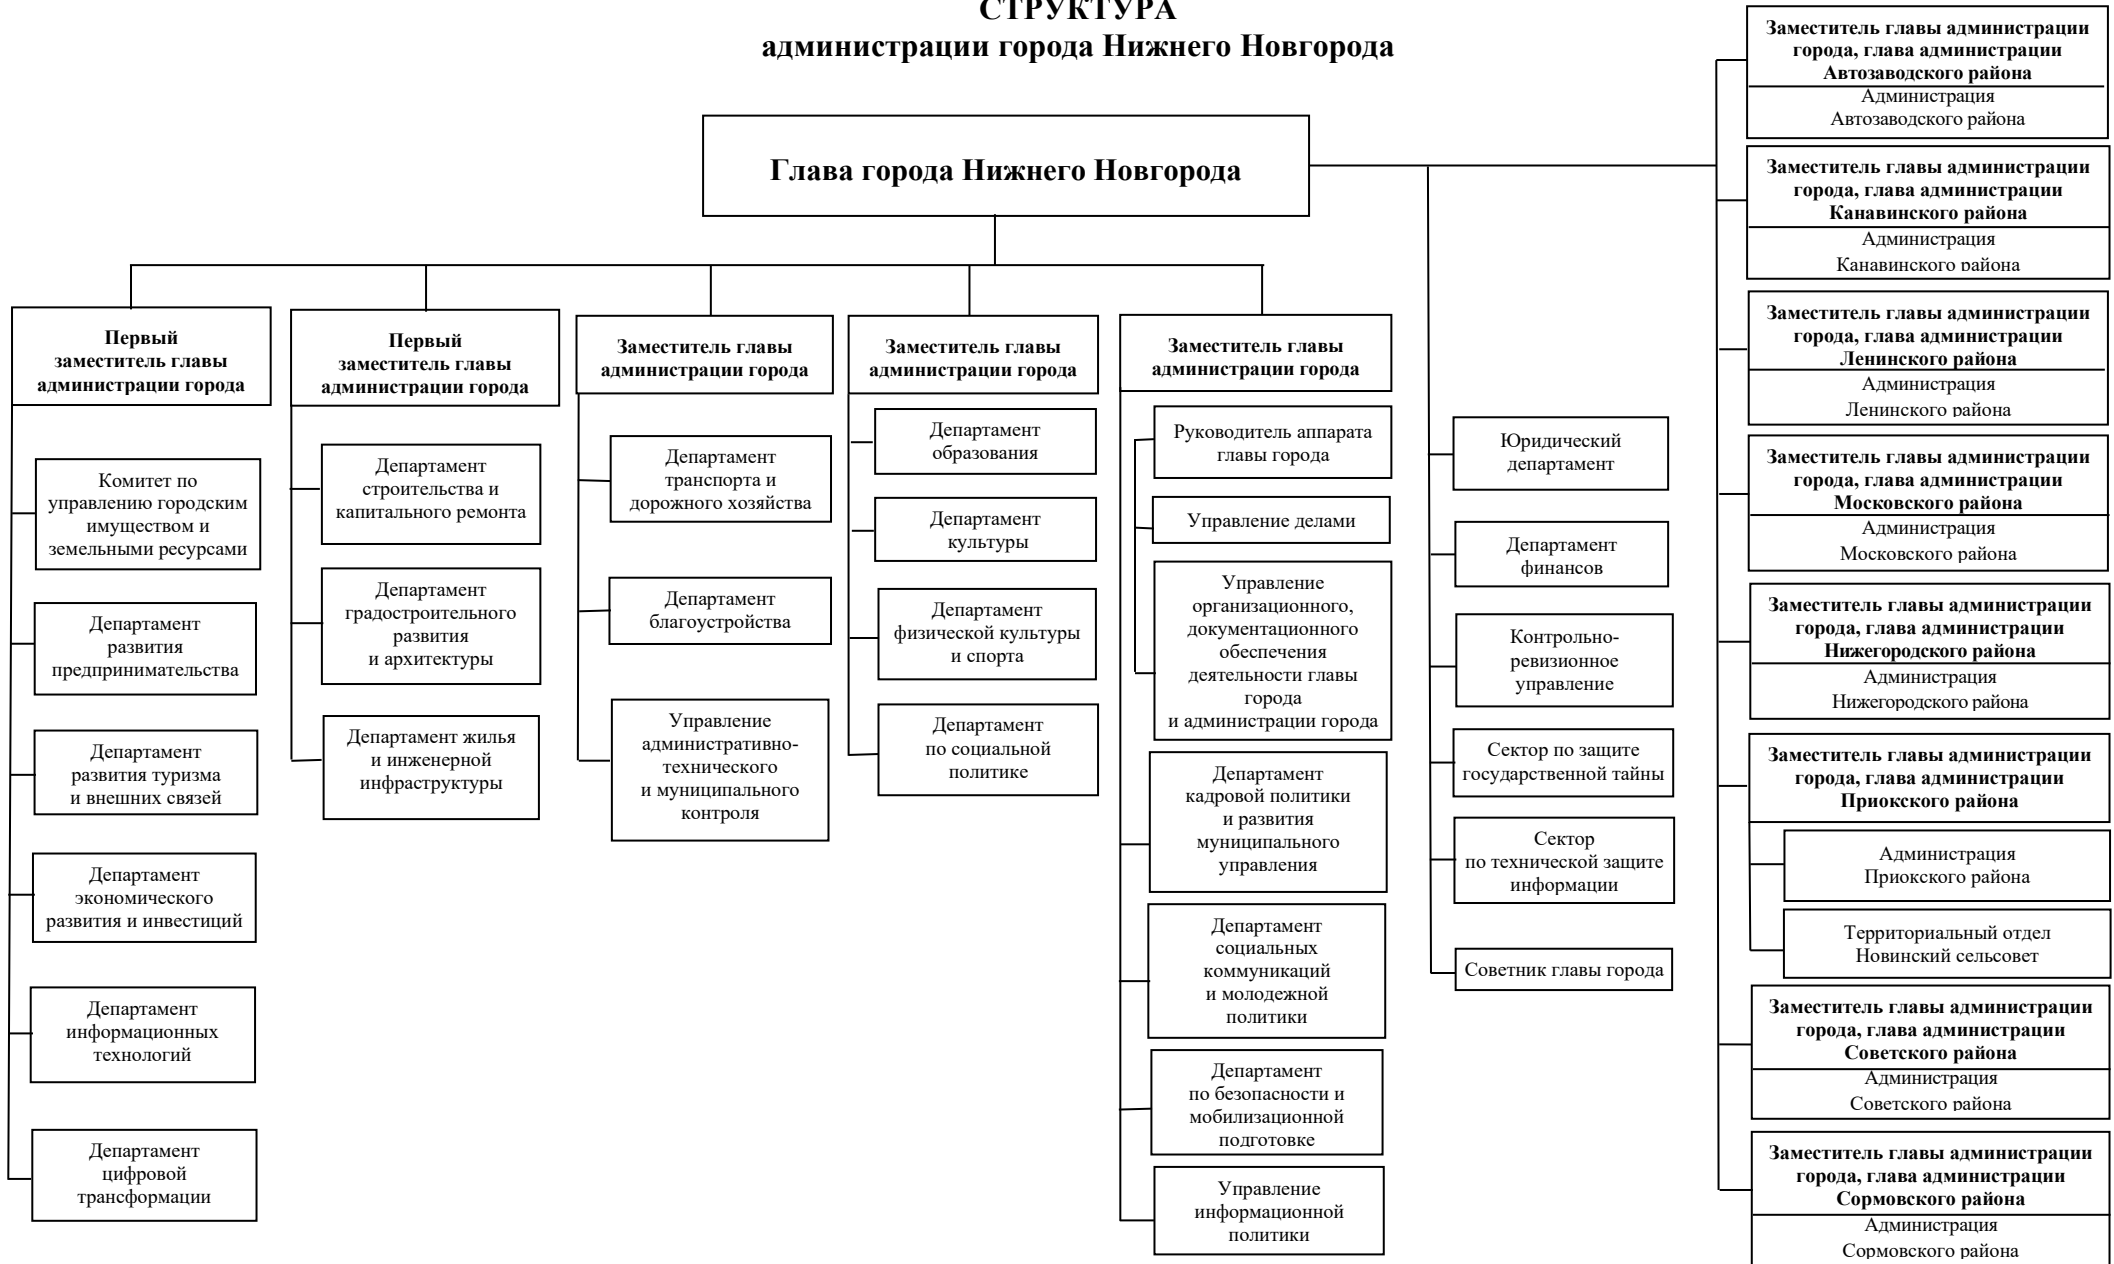 СТРУКТУРА
администрации города Нижнего Новгорода
Глава города Нижнего Новгорода
Первый
заместитель главы
администрации города
Комитет по
управлению городским
имуществом и
земельными ресурсами
Департамент
развития
предпринимательства
Департамент
развития туризма
и внешних связей
Департамент
экономического
развития и инвестиций
Департамент
информационных
технологий
Департамент
цифровой
трансформации
Первый
заместитель главы
администрации города
Департамент
строительства и
капитального ремонта
Департамент
градостроительного
развития
и архитектуры
Департамент жилья
и инженерной
инфраструктуры
Заместитель главы
администрации города
Департамент
транспорта и
дорожного хозяйства
Департамент
благоустройства
Управление
административно-
технического
и муниципального
контроля
Заместитель главы
администрации города
Департамент
образования
Департамент
культуры
Департамент
физической культуры
и спорта
Департамент
по социальной
политике
Заместитель главы
администрации города
Руководитель аппарата
главы города
Управление делами
Управление
организационного,
документационного
обеспечения
деятельности главы
города
и администрации города
Департамент
кадровой политики
и развития
муниципального
управления
Департамент
социальных
коммуникаций
и молодежной
политики
Департамент
по безопасности и
мобилизационной
подготовке
Управление
информационной
политики
Юридический
департамент
Департамент
финансов
Контрольно-
ревизионное
управление
Сектор по защите
государственной тайны
Сектор
по технической защите
информации
Советник главы города
Заместитель главы администрации
города, глава администрации
Автозаводского района
Администрация
Автозаводского района
Заместитель главы администрации
города, глава администрации
Канавинского района
Администрация
Канавинского района
Заместитель главы администрации
города, глава администрации
Ленинского района
Администрация
Ленинского района
Заместитель главы администрации
города, глава администрации
Московского района
Администрация
Московского района
Заместитель главы администрации
города, глава администрации
Нижегородского района
Администрация
Нижегородского района
Заместитель главы администрации
города, глава администрации
Приокского района
Администрация
Приокского района
Территориальный отдел
Новинский сельсовет
Заместитель главы администрации
города, глава администрации
Советского района
Администрация
Советского района
Заместитель главы администрации
города, глава администрации
Сормовского района
Администрация
Сормовского района